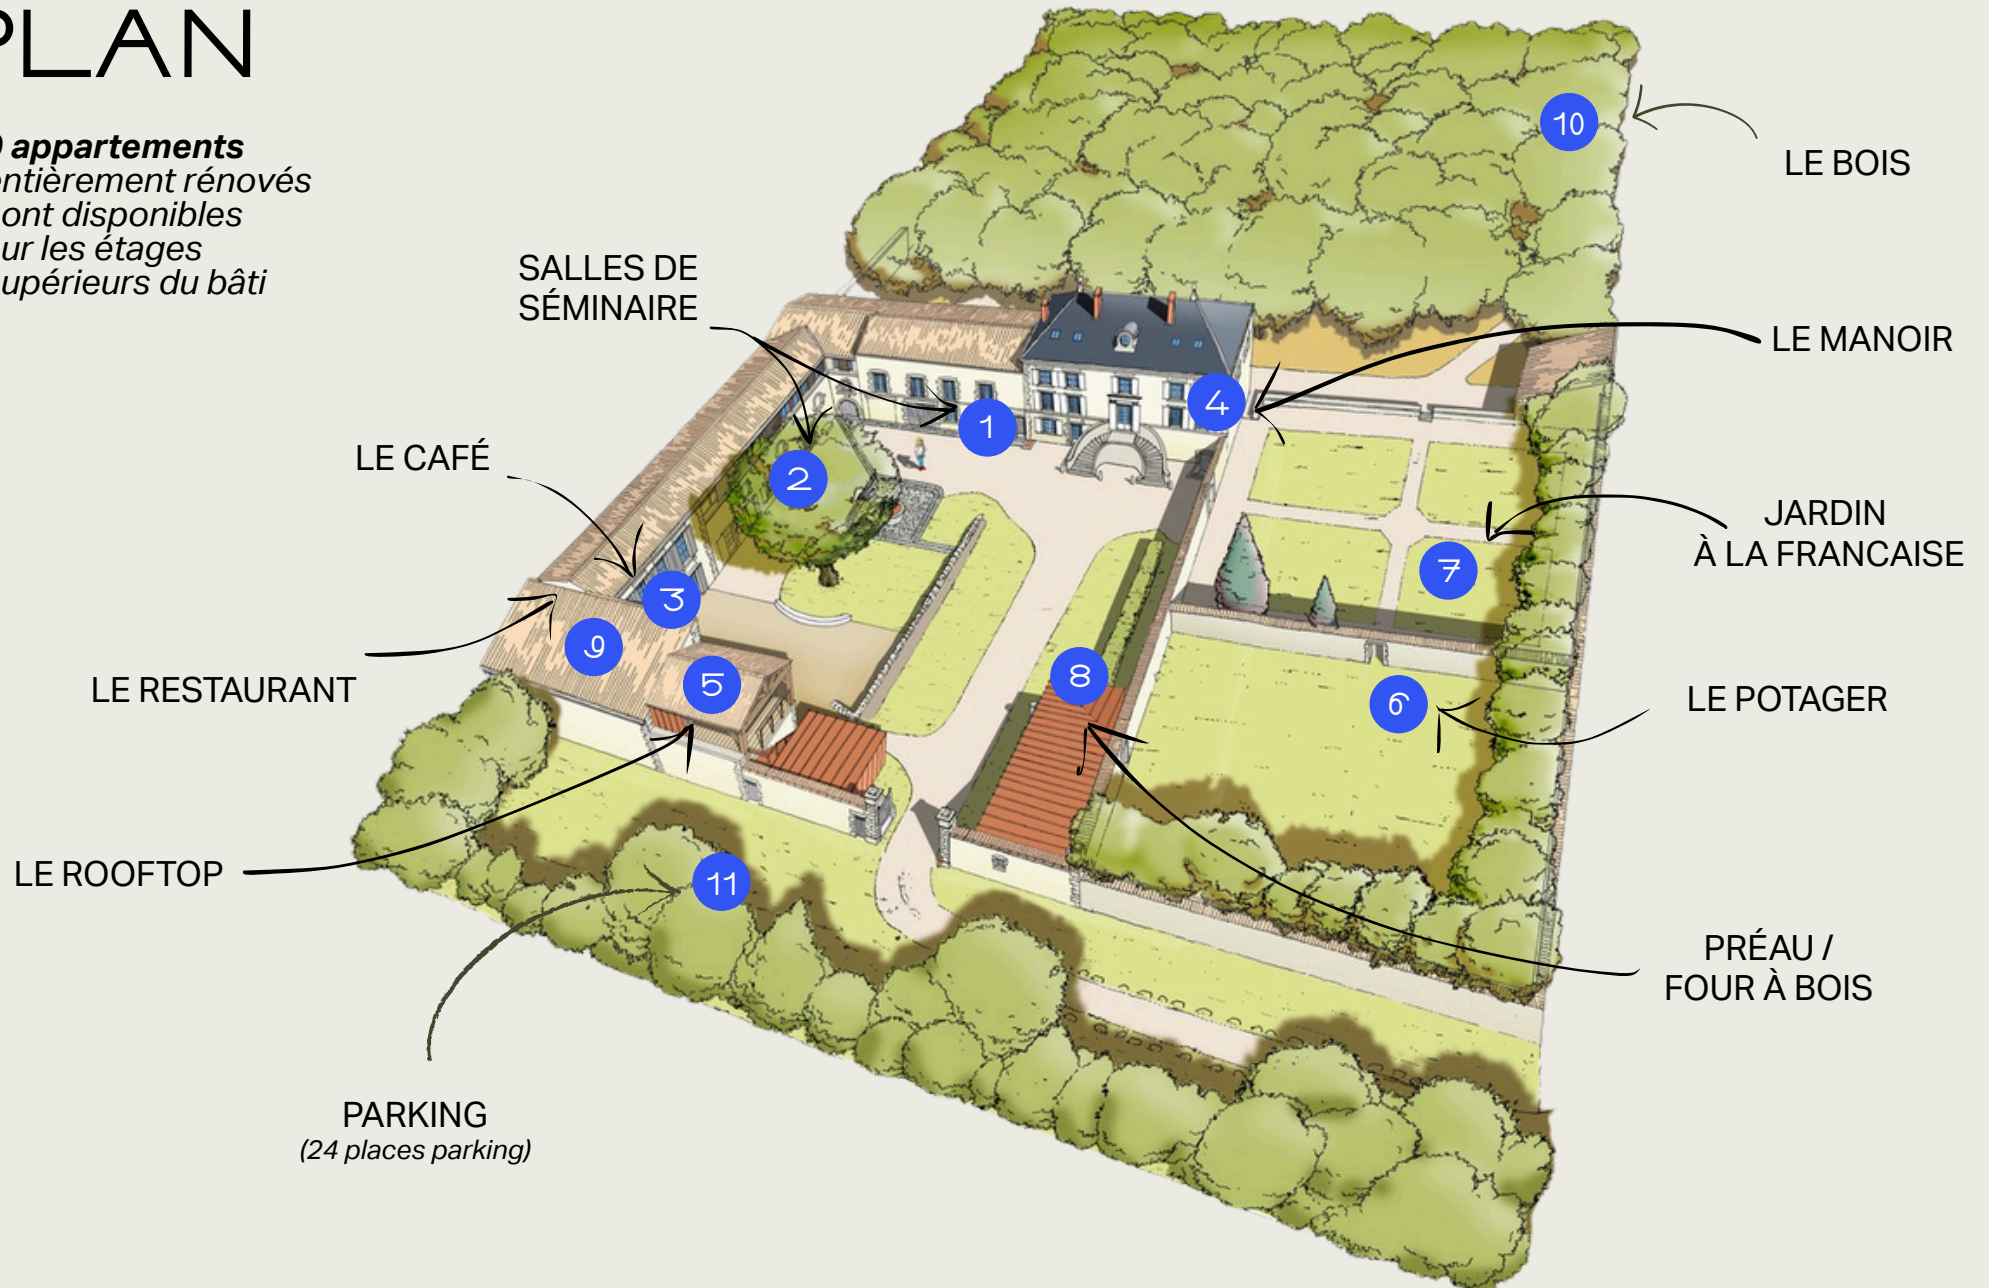 PLAN
appartements
entièrement rénovés
ont disponibles
ur les étages
upérieurs du bâti
10
LE BOIS
SALLES DE
SÉMINAIRE
LE MANOIR
4
1
LE CAFÉ
2
JARDIN
À LA FRANCAISE
7
3
9
5
8
6
LE RESTAURANT
LE POTAGER
LE ROOFTOP
11
PRÉAU /
FOUR À BOIS
PARKING
(24 places parking)